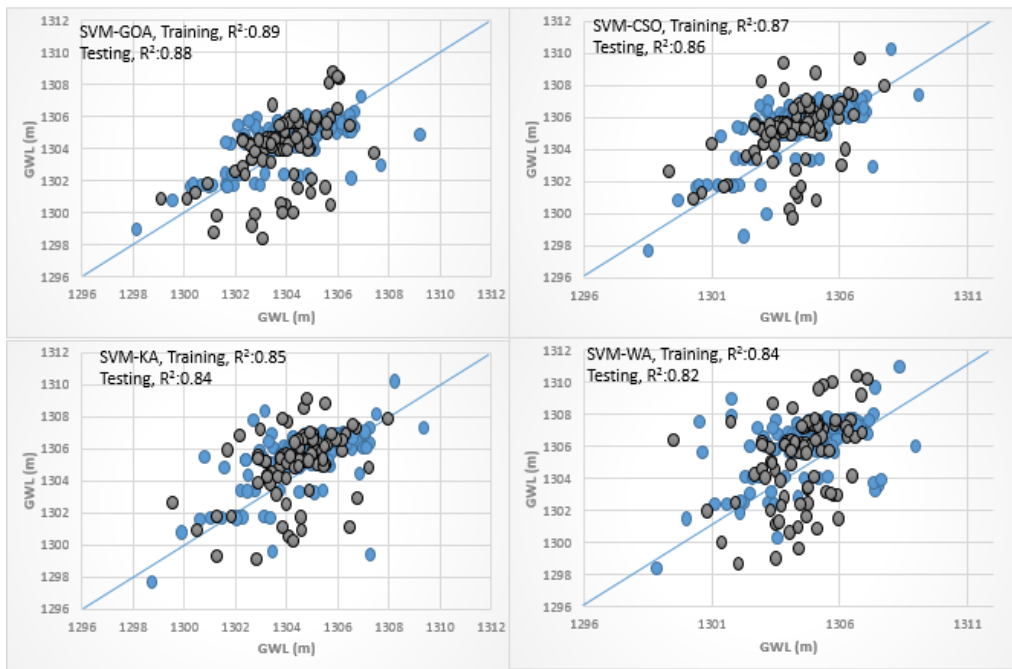 SVM-GOA, Training, R²:0.89
Testing, R²:0.88
1312
1310
1308
1306
1304
1302
1300
1298
1296
GWL (m)
1296 1298 1300 1302 1304 1306 1308 1310 1312
GWL (m)
SVM-CSO, Training, R²:0.87
Testing, R²:0.86
1312
1310
1308
1306
1304
1302
1300
1298
1296
GWL (m)
1296 1301 1306 1311
GWL (m)
SVM-KA, Training, R²:0.85
Testing, R²:0.84
1312
1310
1308
1306
1304
1302
1300
1298
1296
GWL (m)
1296 1298 1300 1302 1304 1306 1308 1310 1312
GWL (m)
SVM-WA, Training, R²:0.84
Testing, R²:0.82
1312
1310
1308
1306
1304
1302
1300
1298
1296
GWL (m)
1296 1301 1306 1311
GWL (m)